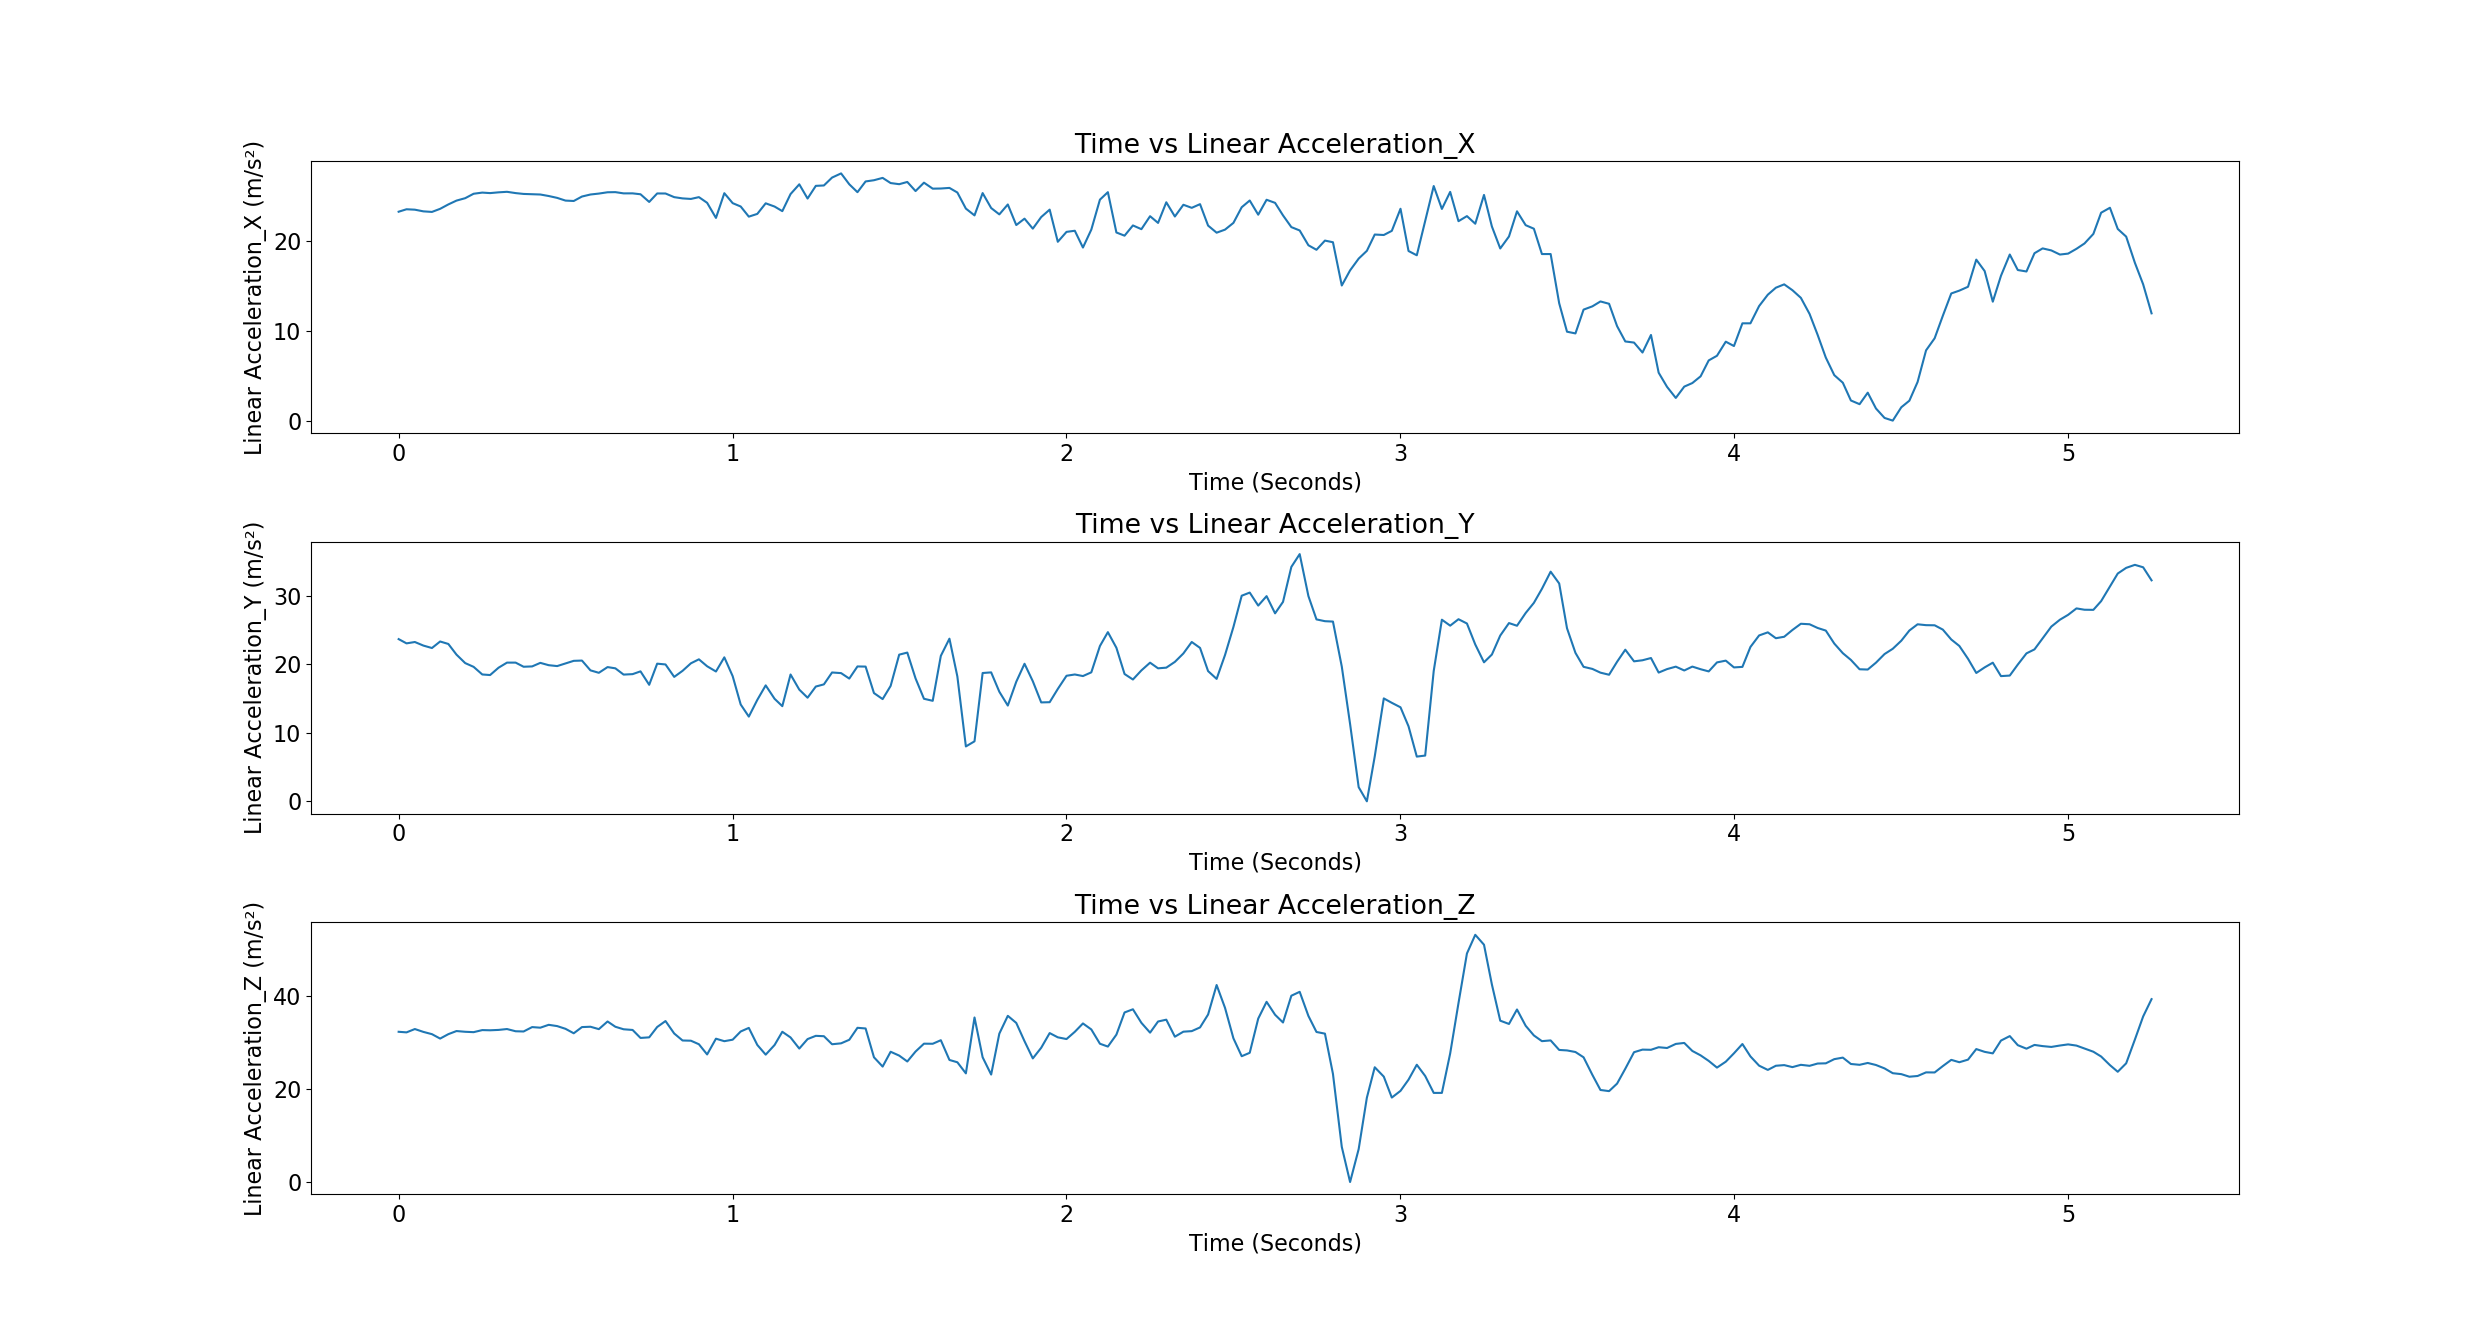 Time vs Linear Acceleration_X
Linear Acceleration_X (m/s²)
20
10
0
0 1 2 3 4 5
Time (Seconds)
Time vs Linear Acceleration_Y
Linear Acceleration_Y (m/s²)
30
20
10
0
0 1 2 3 4 5
Time (Seconds)
Time vs Linear Acceleration_Z
Linear Acceleration_Z (m/s²)
40
20
0
0 1 2 3 4 5
Time (Seconds)